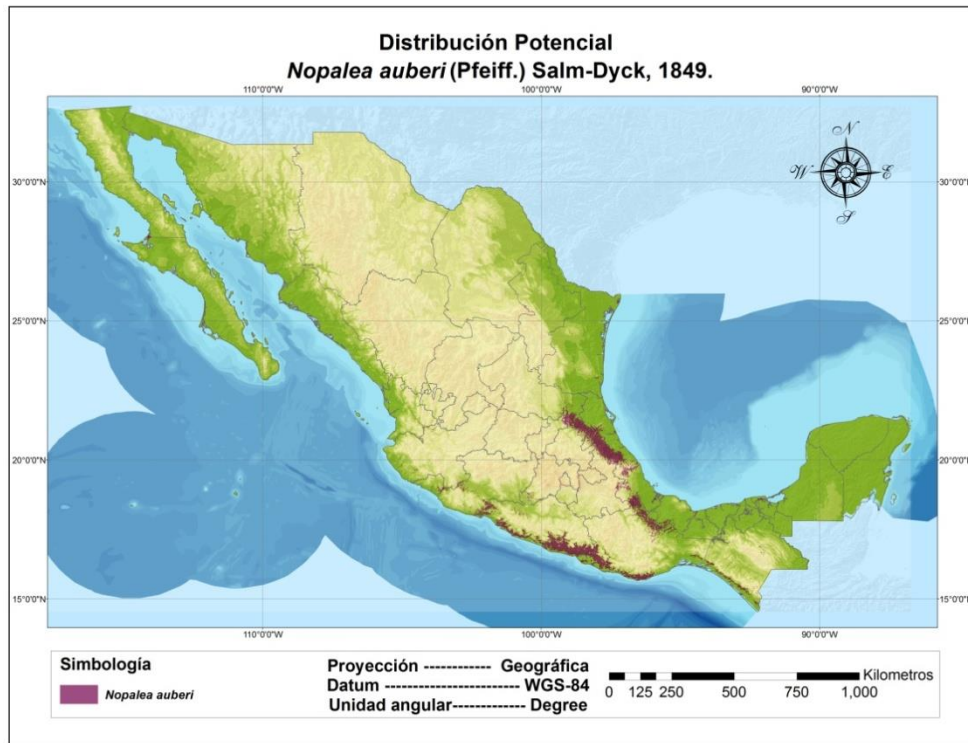 Distribución Potencial
Nopalea auberi (Pfeiff.) Salm-Dyck, 1849.
110°0'0"W 100°0'0"W 90°0'0"W
N
W E
S
30°0'0"N 30°0'0"N
25°0'0"N 25°0'0"N
20°0'0"N 20°0'0"N
15°0'0"N 15°0'0"N
110°0'0"W 100°0'0"W 90°0'0"W
Simbología
Nopalea auberi
Proyección ------------ Geográfica
Datum ---------------------- WGS-84
Unidad angular------------- Degree
Kilometros
0 125 250 500 750 1,000